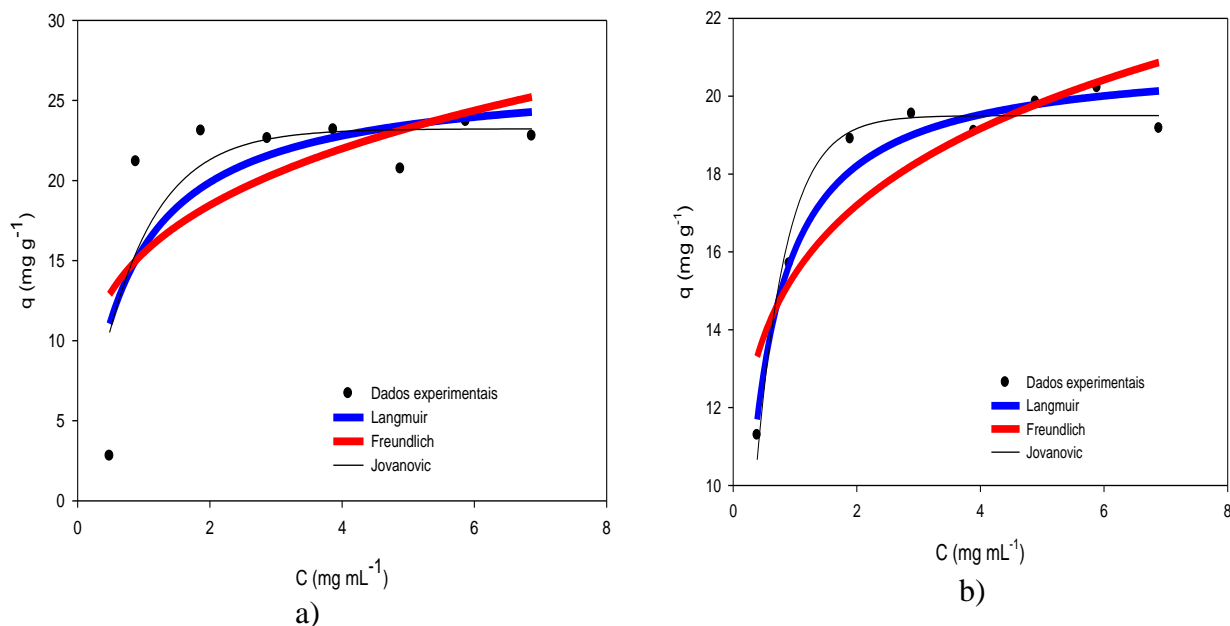 30
25
20
15
10
5
0
q (mg g⁻¹)
0 2 4 6 8
C (mg mL⁻¹)
Dados experimentais
Langmuir
Freundlich
Jovanovic
a)
22
20
18
16
14
12
10
q (mg g⁻¹)
0 2 4 6 8
C (mg mL⁻¹)
Dados experimentais
Langmuir
Freundlich
Jovanovic
b)